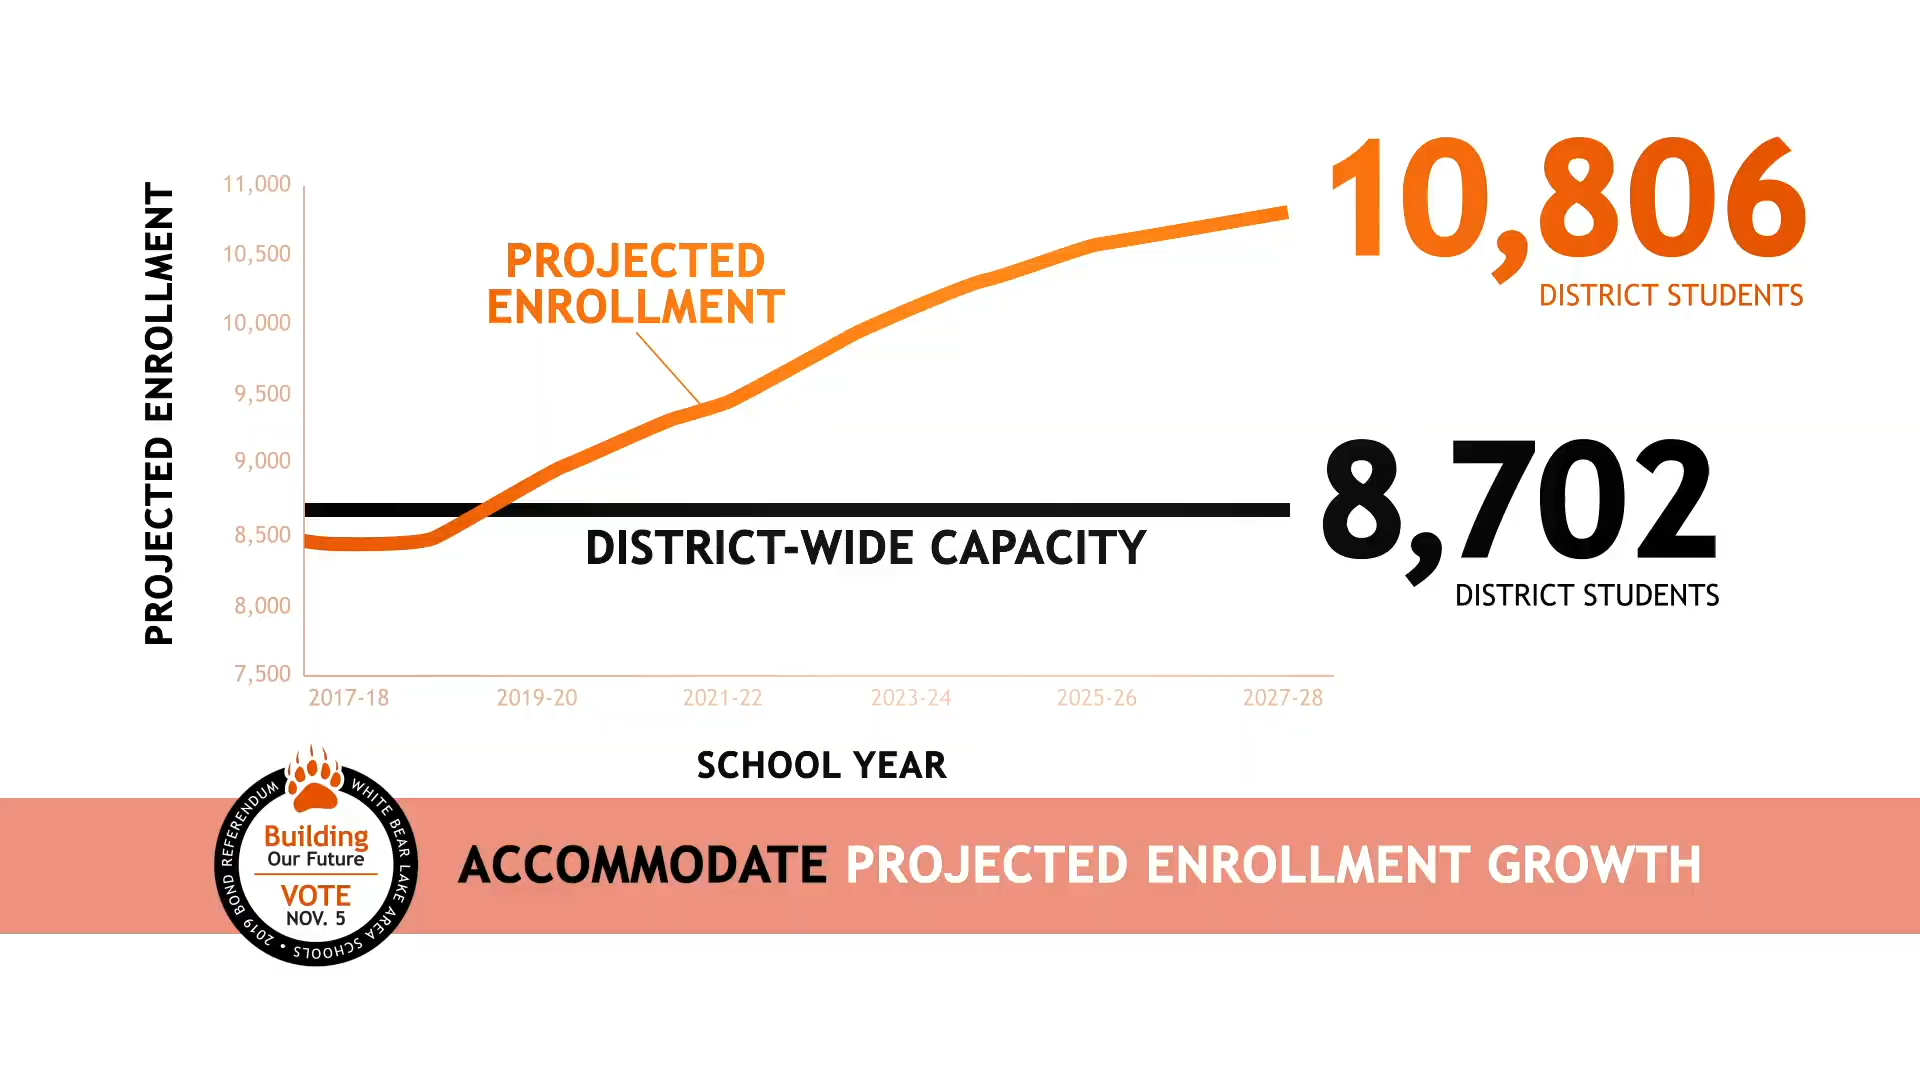 PROJECTED ENROLLMENT
11,000
10,500
10,000
9,500
9,000
8,500
8,000
7,500
PROJECTED
ENROLLMENT
10,806
DISTRICT STUDENTS
DISTRICT-WIDE CAPACITY
8,702
DISTRICT STUDENTS
2017-18 2019-20 2021-22 2023-24 2025-26 2027-28
SCHOOL YEAR
2019 BOND REFERENDUM WHITE BEAR LAKE AREA SCHOOLS •
Building
Our Future
VOTE
NOV. 5
ACCOMMODATE PROJECTED ENROLLMENT GROWTH